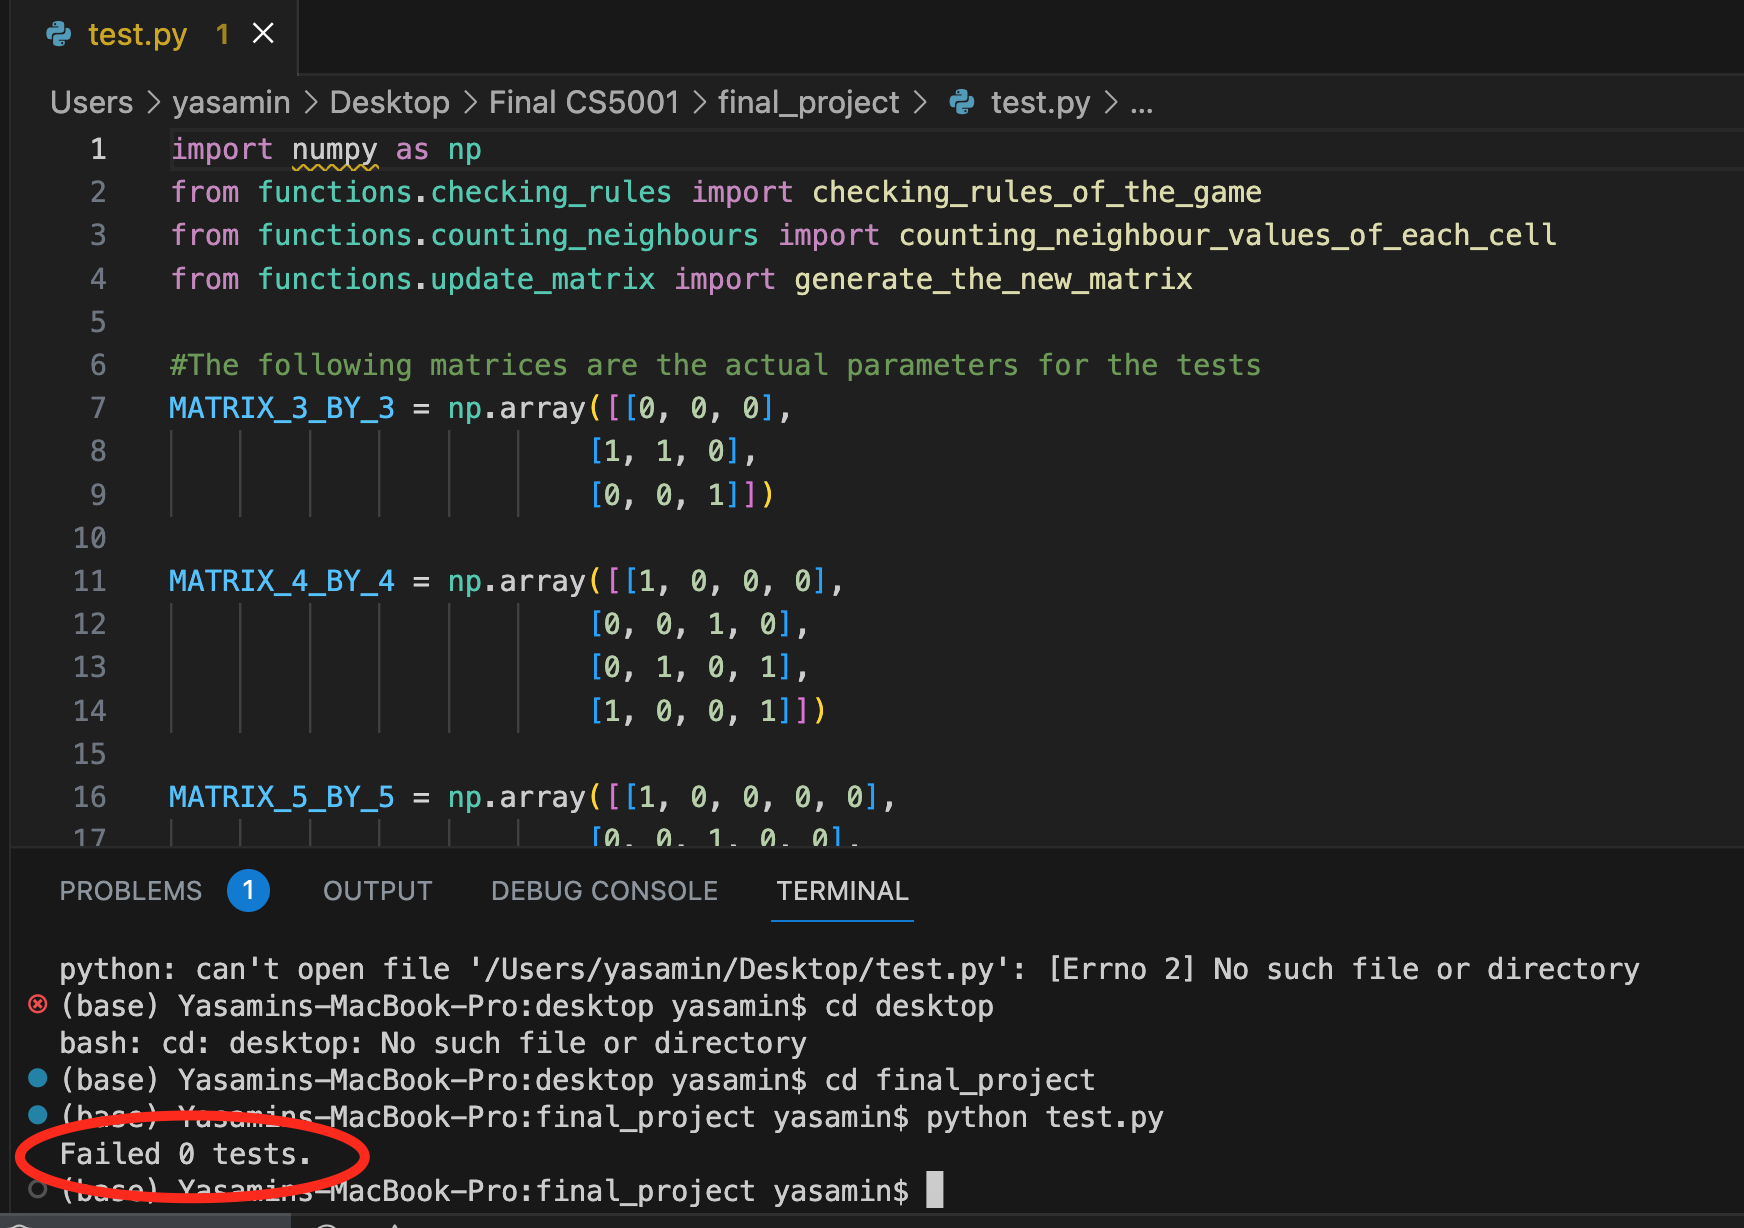 test.py 1
Users > yasamin > Desktop > Final CS5001 > final_project > test.py > ...
1 import numpy as np
2 from functions.checking_rules import checking_rules_of_the_game
3 from functions.counting_neighbours import counting_neighbour_values_of_each_cell
4 from functions.update_matrix import generate_the_new_matrix
5
6 #The following matrices are the actual parameters for the tests
7 MATRIX_3_BY_3 = np.array([[0, 0, 0],
8 [1, 1, 0],
9 [0, 0, 1]])
10
11 MATRIX_4_BY_4 = np.array([[1, 0, 0, 0],
12 [0, 0, 1, 0],
13 [0, 1, 0, 1],
14 [1, 0, 0, 1]])
15
16 MATRIX_5_BY_5 = np.array([[1, 0, 0, 0, 0],
17 [0, 0, 1, 0, 0],
PROBLEMS 1 OUTPUT DEBUG CONSOLE TERMINAL
python: can't open file '/Users/yasamin/Desktop/test.py': [Errno 2] No such file or directory
(base) Yasamins-MacBook-Pro:desktop yasamin$ cd desktop
bash: cd: desktop: No such file or directory
(base) Yasamins-MacBook-Pro:desktop yasamin$ cd final_project
(base) Yasamins-MacBook-Pro:final_project yasamin$ python test.py
Failed 0 tests.
(base) Yasamins-MacBook-Pro:final_project yasamin$